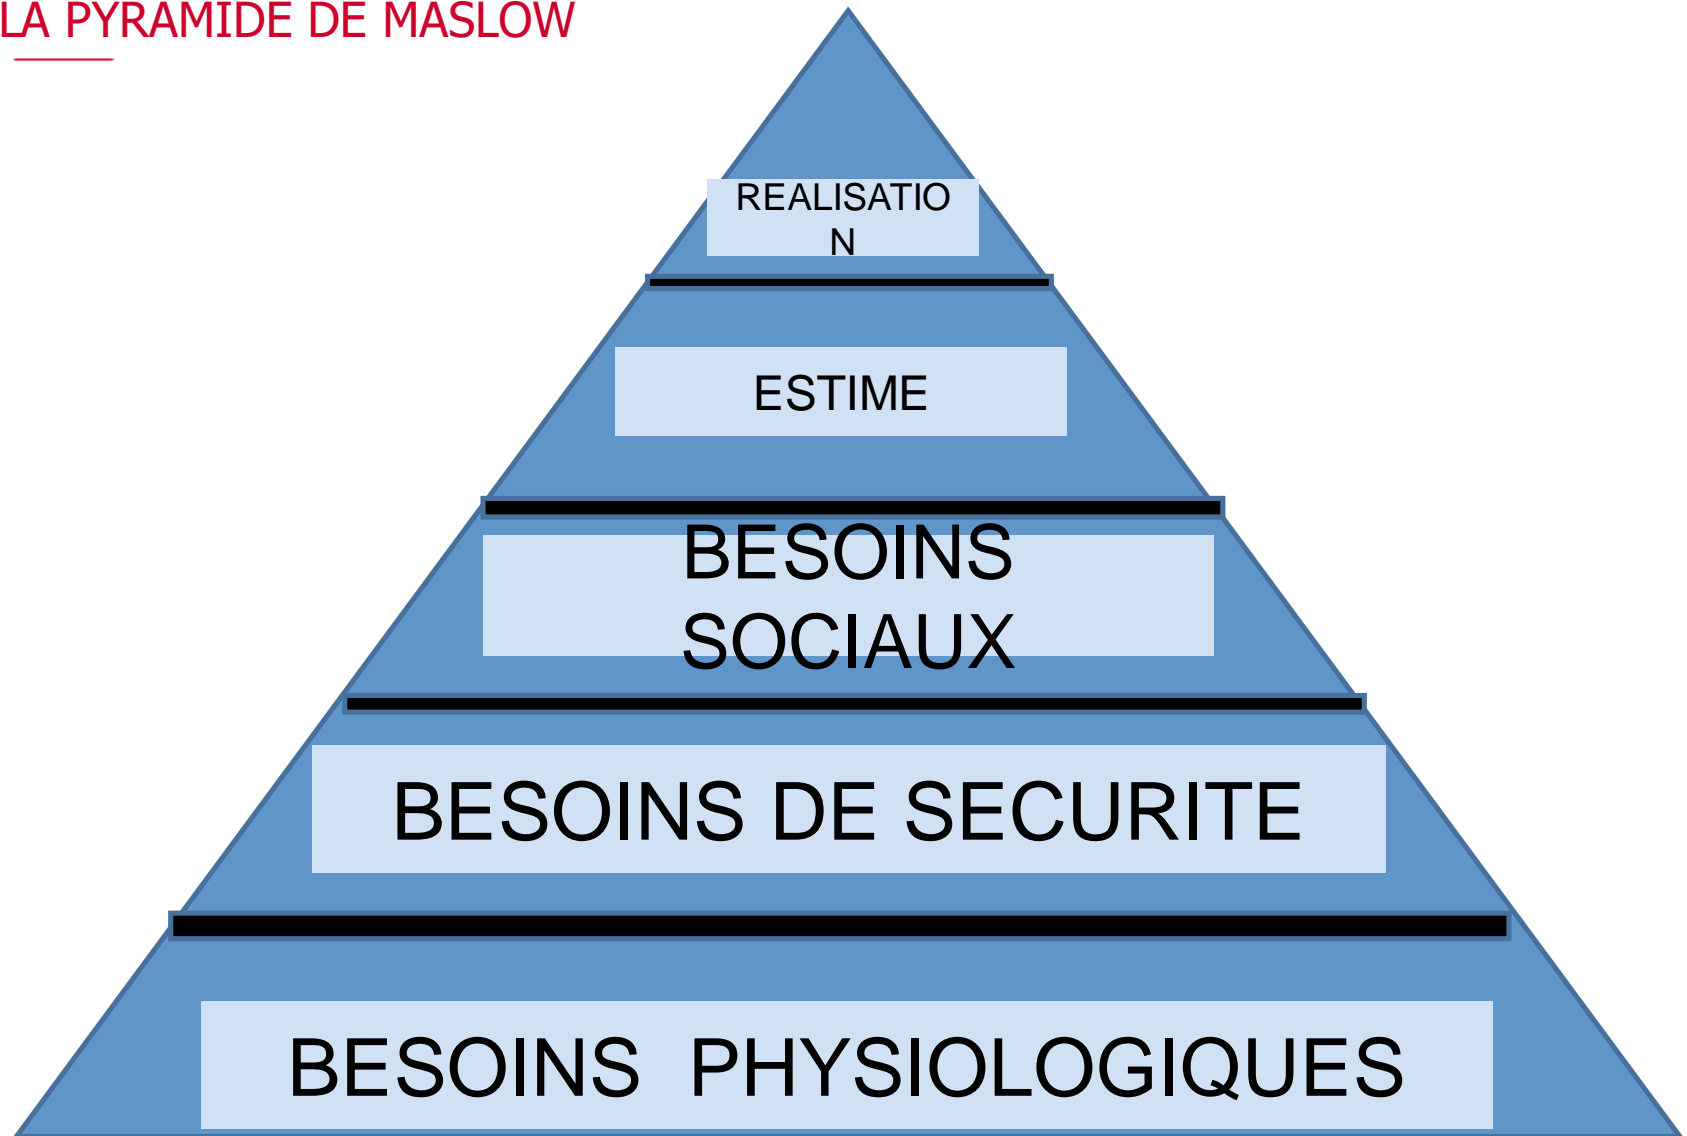 LA PYRAMIDE DE MASLOW
REALISATIO
N
ESTIME
BESOINS
SOCIAUX
BESOINS DE SECURITE
BESOINS PHYSIOLOGIQUES